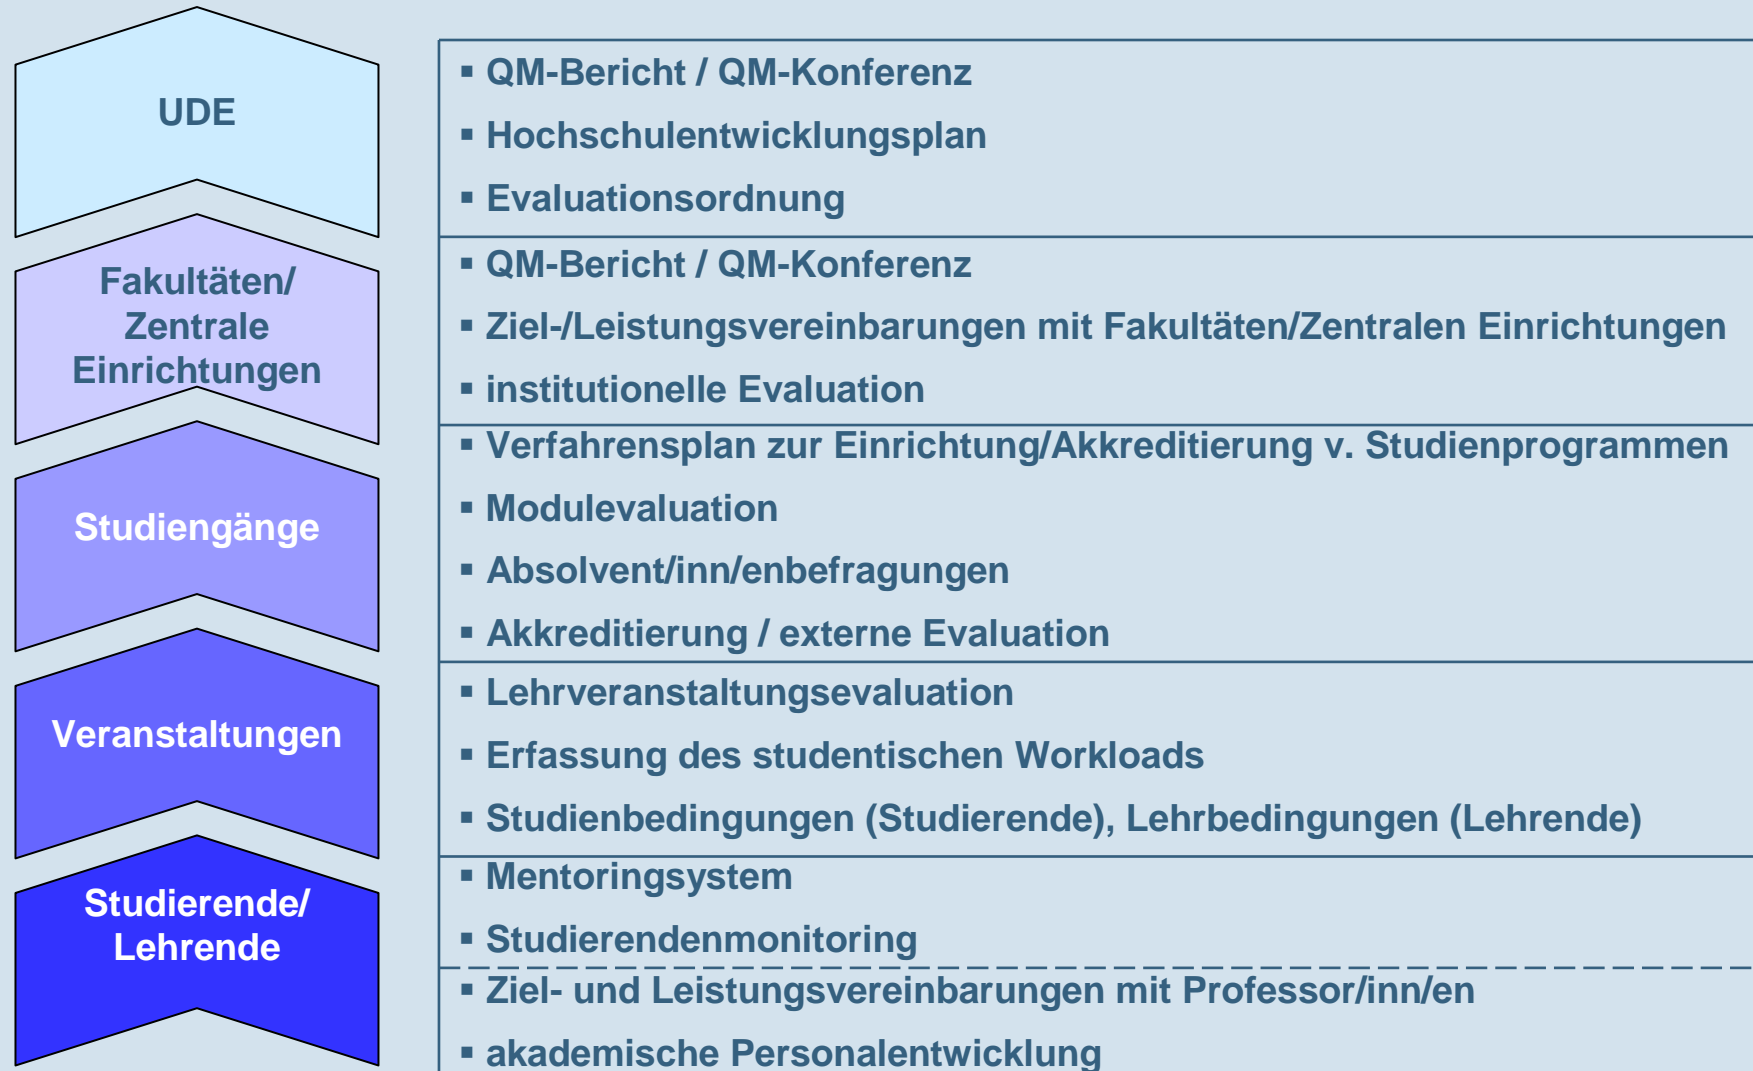 UDE
▪ QM-Bericht / QM-Konferenz
▪ Hochschulentwicklungsplan
▪ Evaluationsordnung
Fakultäten/
Zentrale
Einrichtungen
▪ QM-Bericht / QM-Konferenz
▪ Ziel-/Leistungsvereinbarungen mit Fakultäten/Zentralen Einrichtungen
▪ institutionelle Evaluation
Studiengänge
▪ Verfahrensplan zur Einrichtung/Akkreditierung v. Studienprogrammen
▪ Modulevaluation
▪ Absolvent/inn/enbefragungen
▪ Akkreditierung / externe Evaluation
Veranstaltungen
▪ Lehrveranstaltungsevaluation
▪ Erfassung des studentischen Workloads
▪ Studienbedingungen (Studierende), Lehrbedingungen (Lehrende)
Studierende/
Lehrende
▪ Mentoringsystem
▪ Studierendenmonitoring
▪ Ziel- und Leistungsvereinbarungen mit Professor/inn/en
▪ akademische Personalentwicklung